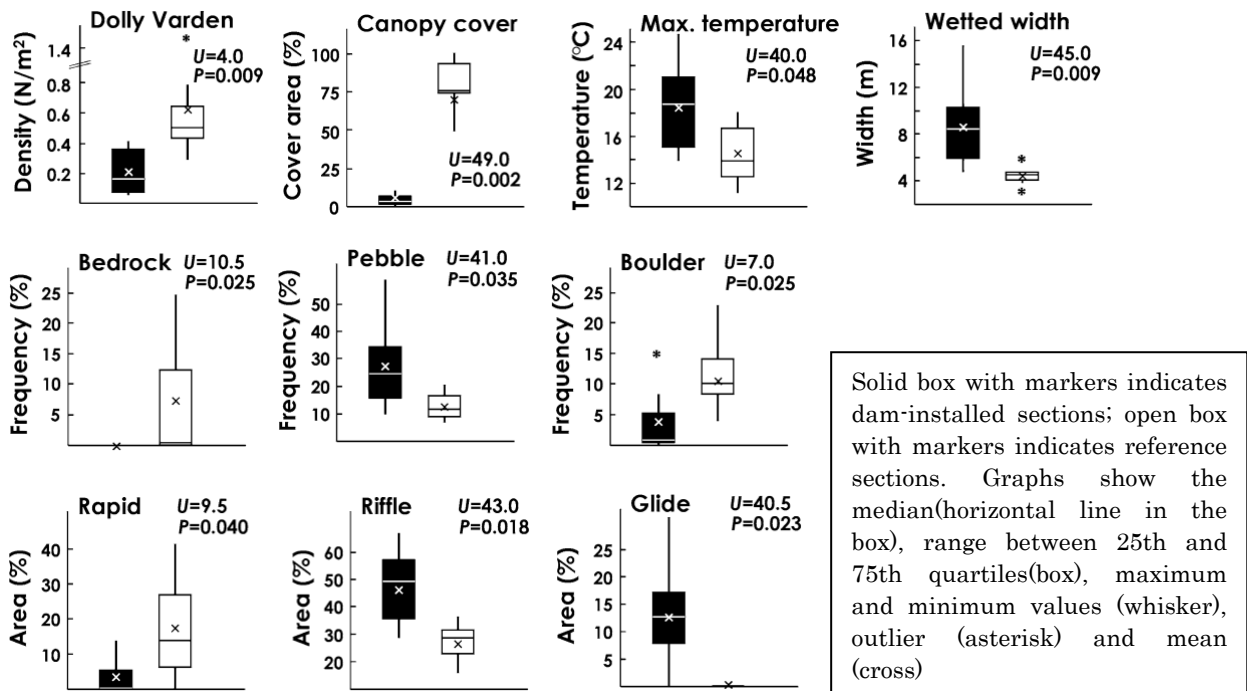 Dolly Varden
Density (N/m²)
1.4
0.8
0.6
0.4
0.2
*
U=4.0
P=0.009
Canopy cover
Cover area (%)
100
75
50
25
0
U=49.0
P=0.002
Max. temperature
Temperature (°C)
24
20
16
12
U=40.0
P=0.048
Wetted width
Width (m)
16
12
8
4
U=45.0
P=0.009
*
*
Bedrock
Frequency (%)
25
20
15
10
5
U=10.5
P=0.025
Pebble
Frequency (%)
50
40
30
20
10
U=41.0
P=0.035
Boulder
Frequency (%)
25
20
15
10
5
*
U=7.0
P=0.025
Rapid
Area (%)
40
30
20
10
U=9.5
P=0.040
Riffle
Area (%)
60
50
40
30
20
U=43.0
P=0.018
Glide
Area (%)
25
20
15
10
5
U=40.5
P=0.023
Solid box with markers indicates
dam-installed sections; open box
with markers indicates reference
sections. Graphs show the
median(horizontal line in the
box), range between 25th and
75th quartiles(box), maximum
and minimum values (whisker),
outlier (asterisk) and mean
(cross)